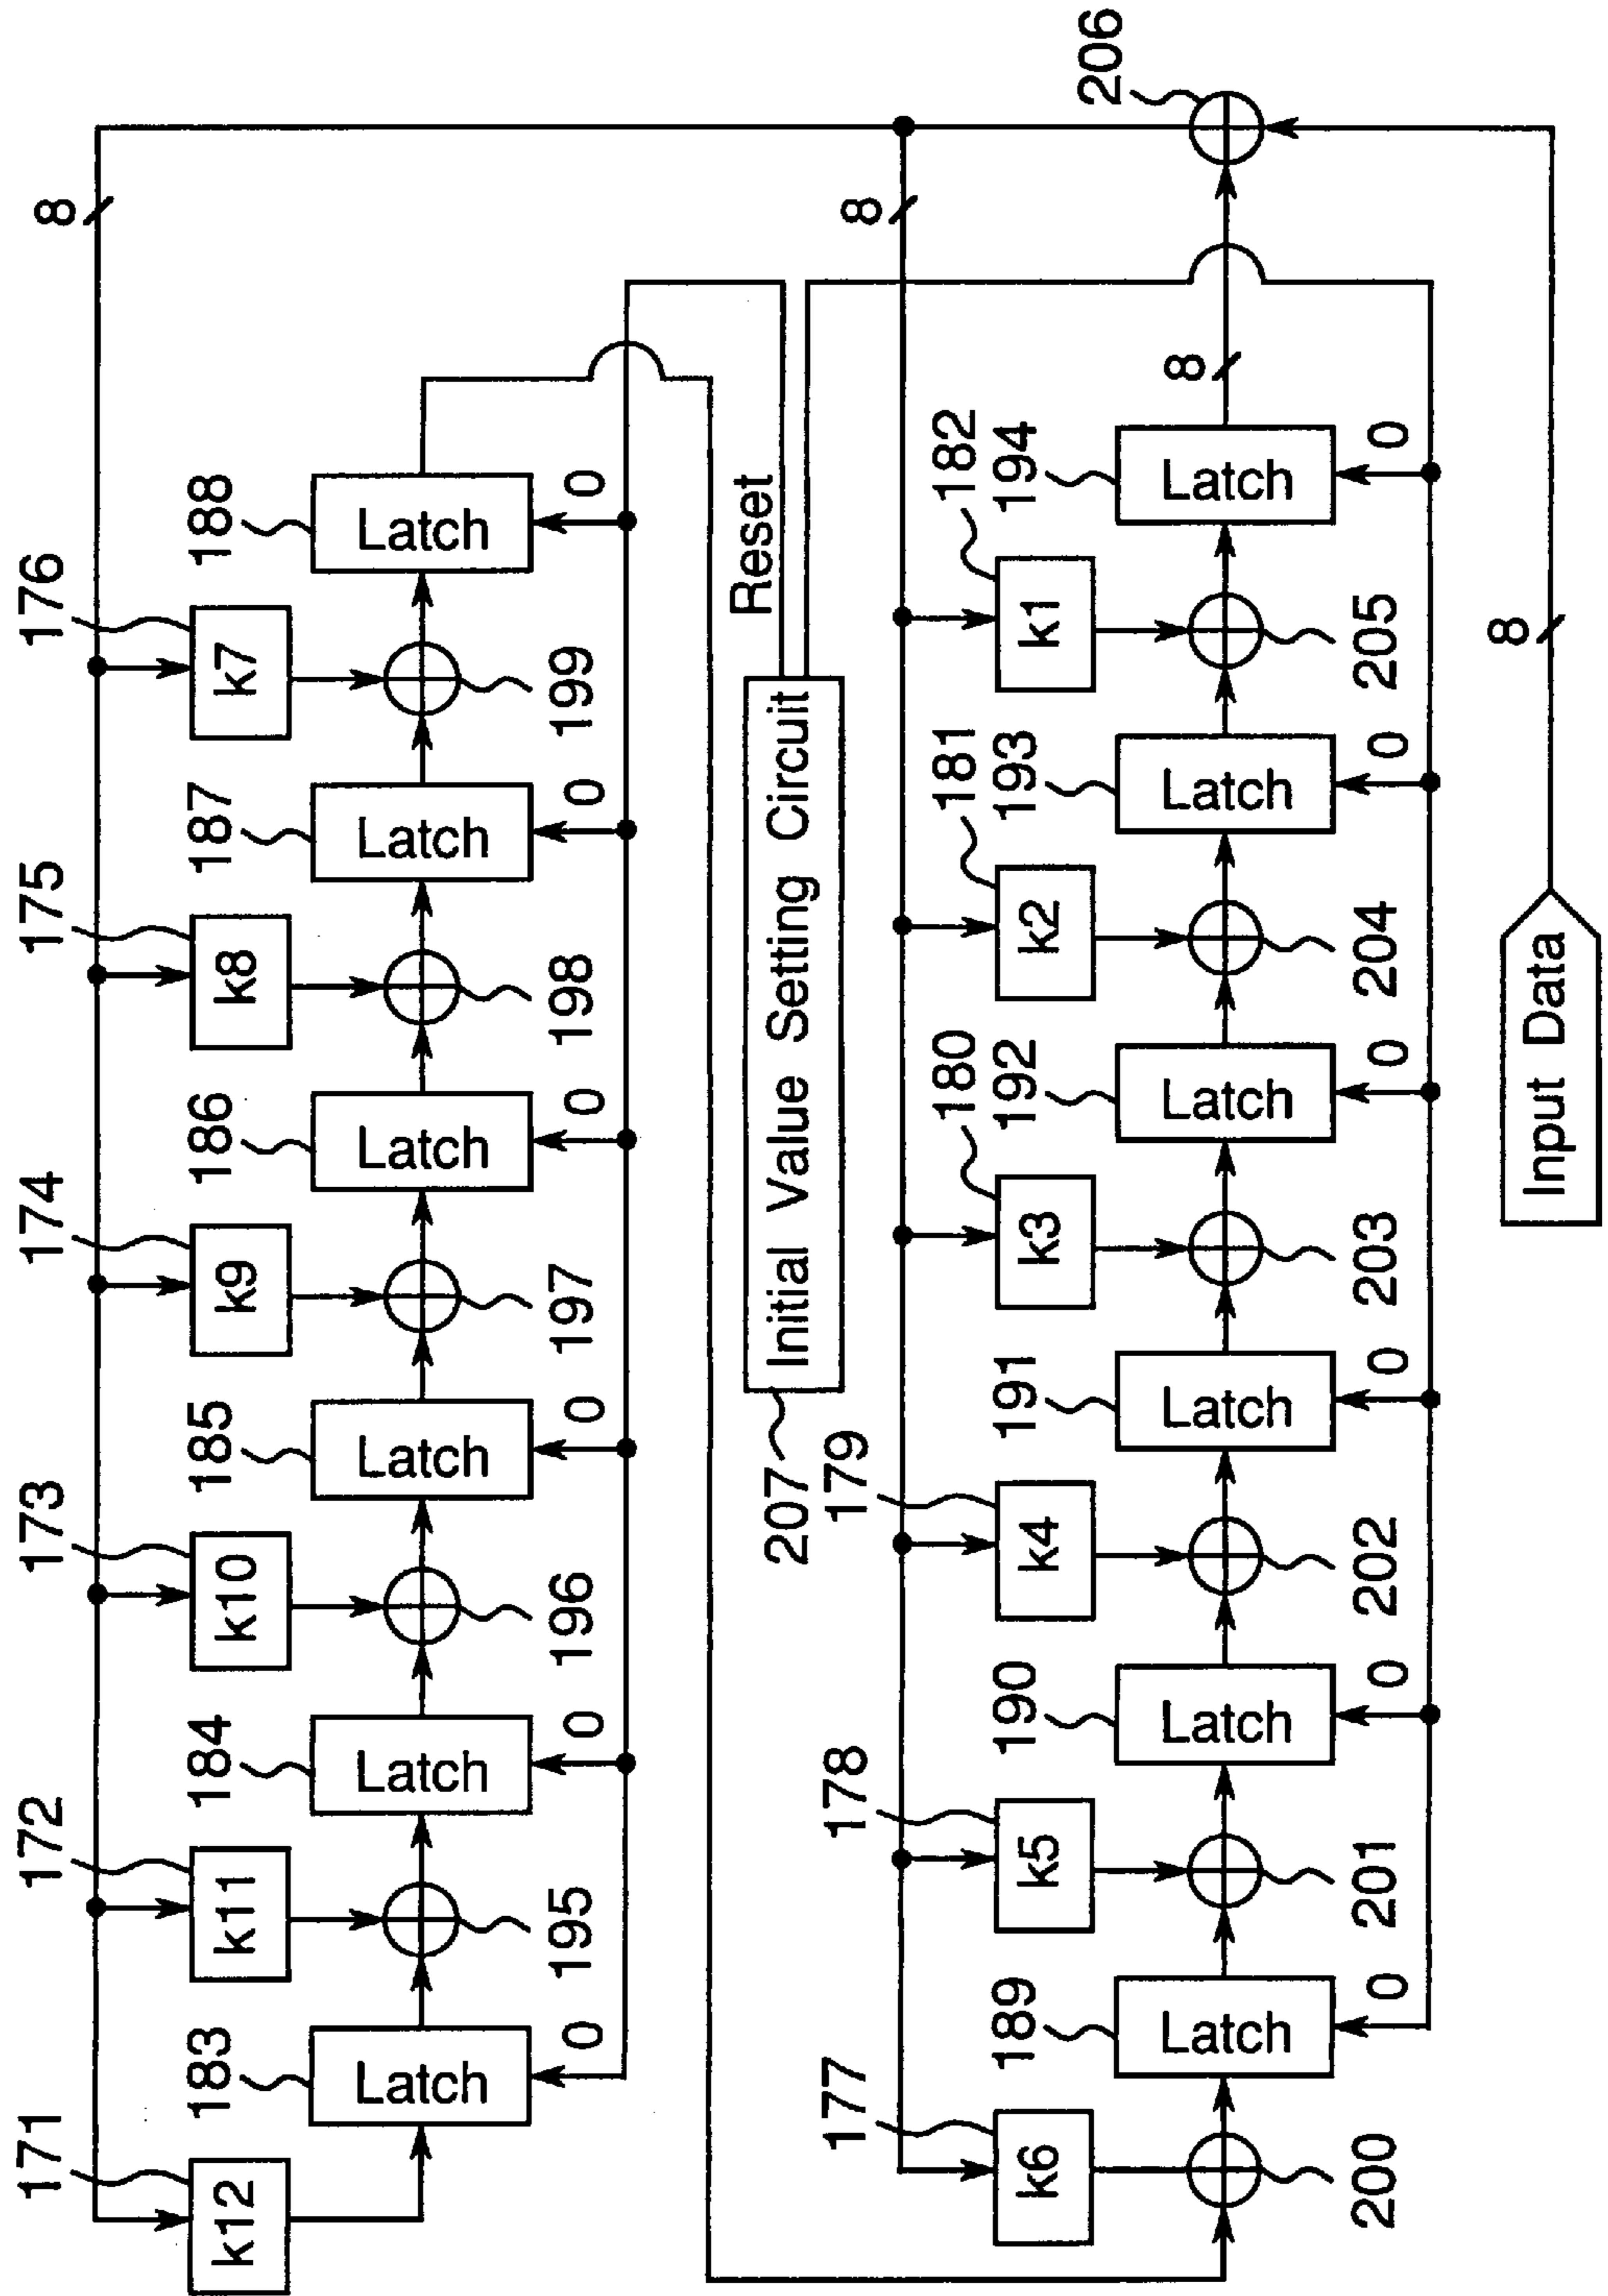 8
171 172 173 174 175 176
k12 k11 k10 k9 k8 k7
183 184 185 186 187 188
Latch Latch Latch Latch Latch Latch
195 196 197 198 199
0 0 0 0 0 0
Reset
207 Initial Value Setting Circuit
8
177 178 179 180 181 182
k6 k5 k4 k3 k2 k1
189 190 191 192 193 194
Latch Latch Latch Latch Latch Latch
8
206
200 201 202 203 204 205
0 0 0 0 0 0
Input Data
8